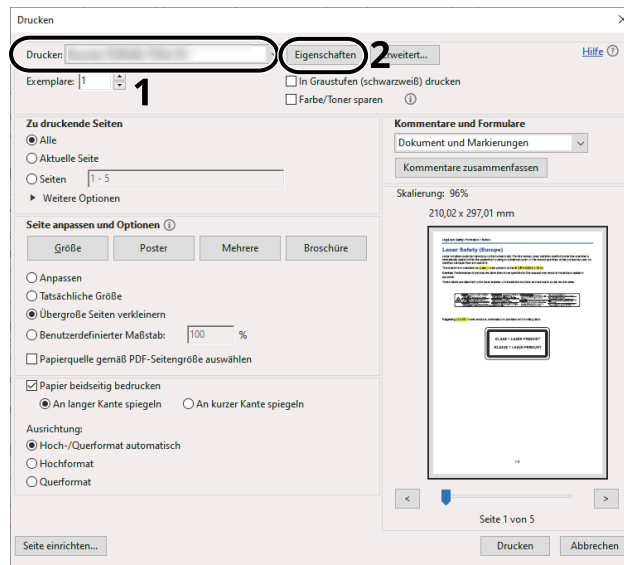 Drucken
Drucker:
Eigenschaften
2
Erweitert...
Hilfe
Exemplare: 1
1
In Graustufen (schwarzweiß) drucken
Farbe/Toner sparen
Zu druckende Seiten
Alle
Aktuelle Seite
Seiten 1 - 5
Weitere Optionen
Seite anpassen und Optionen
Größe Poster Mehrere Broschüre
Anpassen
Tatsächliche Größe
Übergroße Seiten verkleinern
Benutzerdefinierter Maßstab: 100 %
Papierquelle gemäß PDF-Seitengröße auswählen
Papier beidseitig bedrucken
An langer Kante spiegeln An kurzer Kante spiegeln
Ausrichtung:
Hoch-/Querformat automatisch
Hochformat
Querformat
Kommentare und Formulare
Dokument und Markierungen
Kommentare zusammenfassen
Skalierung: 96%
210,02 x 297,01 mm
Laser Safety (Europe)
CLASS 1 LASER PRODUCT
KLASSE 1 LASER PRODUKT
< >
Seite 1 von 5
Seite einrichten...
Drucken Abbrechen